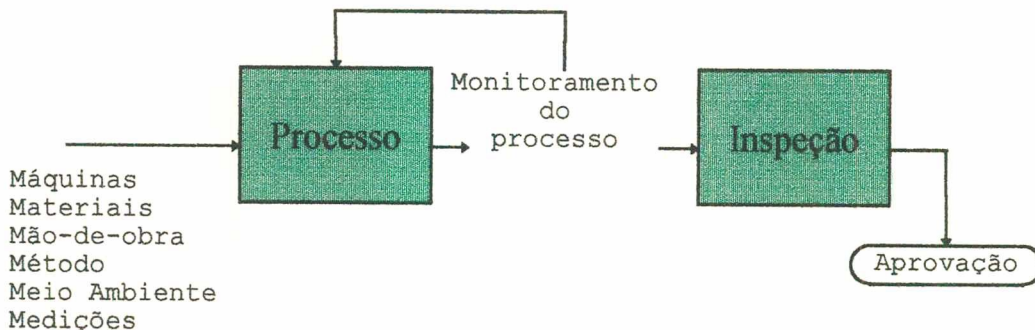 Processo
Monitoramento
do
processo
Inspeção
Máquinas
Materiais
Mão-de-obra
Método
Meio Ambiente
Medições
Aprovação